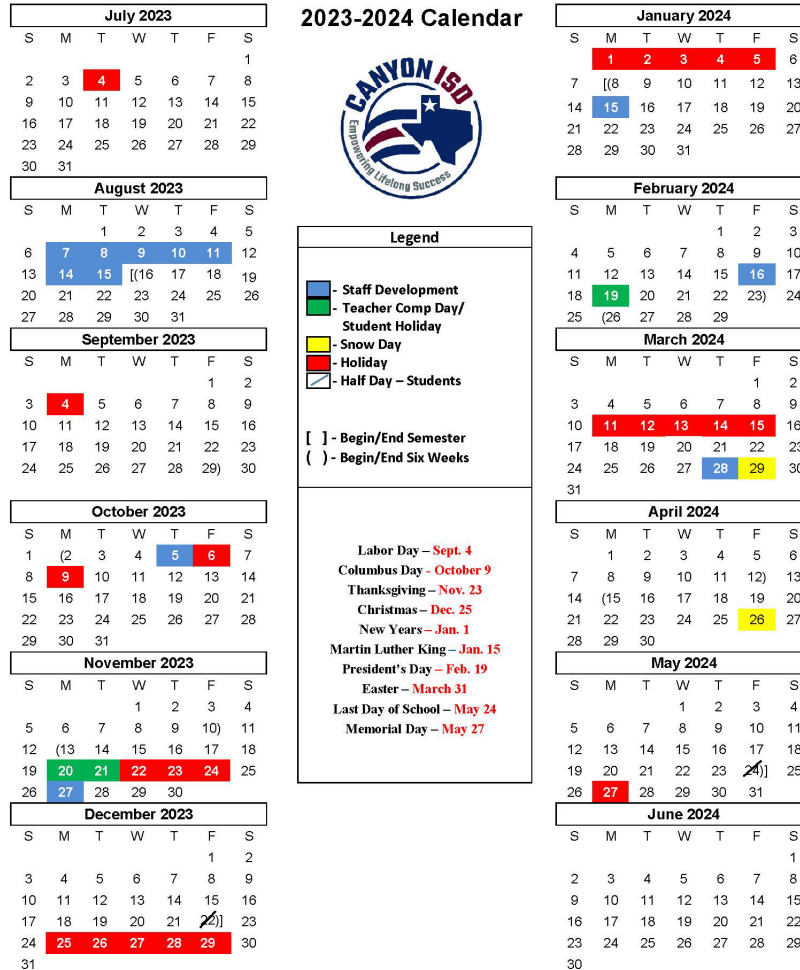 2023-2024 Calendar
CANYON ISD
Empowering Lifelong Success
July 2023
S M T W T F S
1
2 3 4 5 6 7 8
9 10 11 12 13 14 15
16 17 18 19 20 21 22
23 24 25 26 27 28 29
30 31
August 2023
S M T W T F S
1 2 3 4 5
6 7 8 9 10 11 12
13 14 15 [(16 17 18 19
20 21 22 23 24 25 26
27 28 29 30 31
September 2023
S M T W T F S
1 2
3 4 5 6 7 8 9
10 11 12 13 14 15 16
17 18 19 20 21 22 23
24 25 26 27 28 29) 30
October 2023
S M T W T F S
1 (2 3 4 5 6 7
8 9 10 11 12 13 14
15 16 17 18 19 20 21
22 23 24 25 26 27 28
29 30 31
November 2023
S M T W T F S
1 2 3 4
5 6 7 8 9 10) 11
12 (13 14 15 16 17 18
19 20 21 22 23 24 25
26 27 28 29 30
December 2023
S M T W T F S
1 2
3 4 5 6 7 8 9
10 11 12 13 14 15 16
17 18 19 20 21 22)] 23
24 25 26 27 28 29 30
31
Legend
- Staff Development
- Teacher Comp Day/
Student Holiday
- Snow Day
- Holiday
- Half Day – Students
[ ] - Begin/End Semester
( ) - Begin/End Six Weeks
Labor Day – Sept. 4
Columbus Day - October 9
Thanksgiving – Nov. 23
Christmas – Dec. 25
New Years – Jan. 1
Martin Luther King – Jan. 15
President's Day – Feb. 19
Easter – March 31
Last Day of School – May 24
Memorial Day – May 27
January 2024
S M T W T F S
1 2 3 4 5 6
7 [(8 9 10 11 12 13
14 15 16 17 18 19 20
21 22 23 24 25 26 27
28 29 30 31
February 2024
S M T W T F S
1 2 3
4 5 6 7 8 9 10
11 12 13 14 15 16 17
18 19 20 21 22 23) 24
25 (26 27 28 29
March 2024
S M T W T F S
1 2
3 4 5 6 7 8 9
10 11 12 13 14 15 16
17 18 19 20 21 22 23
24 25 26 27 28 29 30
31
April 2024
S M T W T F S
1 2 3 4 5 6
7 8 9 10 11 12) 13
14 (15 16 17 18 19 20
21 22 23 24 25 26 27
28 29 30
May 2024
S M T W T F S
1 2 3 4
5 6 7 8 9 10 11
12 13 14 15 16 17 18
19 20 21 22 23 24)] 25
26 27 28 29 30 31
June 2024
S M T W T F S
1
2 3 4 5 6 7 8
9 10 11 12 13 14 15
16 17 18 19 20 21 22
23 24 25 26 27 28 29
30